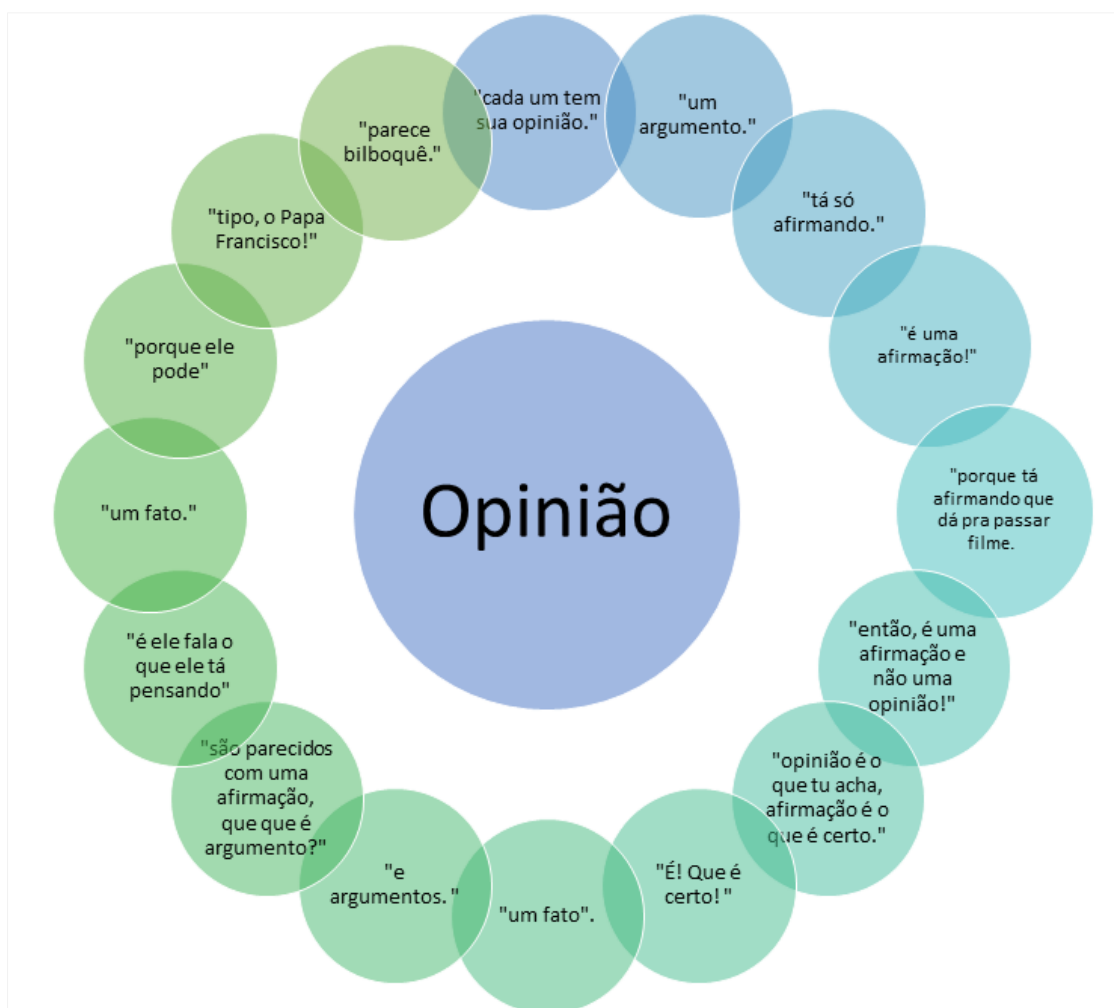 "cada um tem
sua opinião."
"um
argumento."
"tá só
afirmando."
"é uma
afirmação!"
"porque tá
afirmando que
dá pra passar
filme.
"então, é uma
afirmação e
não uma
opinião!"
"opinião é o
que tu acha,
afirmação é o
que é certo."
"É! Que é
certo! "
"um fato".
"e
argumentos. "
"são parecidos
com uma
afirmação,
que que é
argumento?"
"é ele fala o
que ele tá
pensando"
"um fato."
"porque ele
pode"
"tipo, o Papa
Francisco!"
"parece
bilboquê."
Opinião